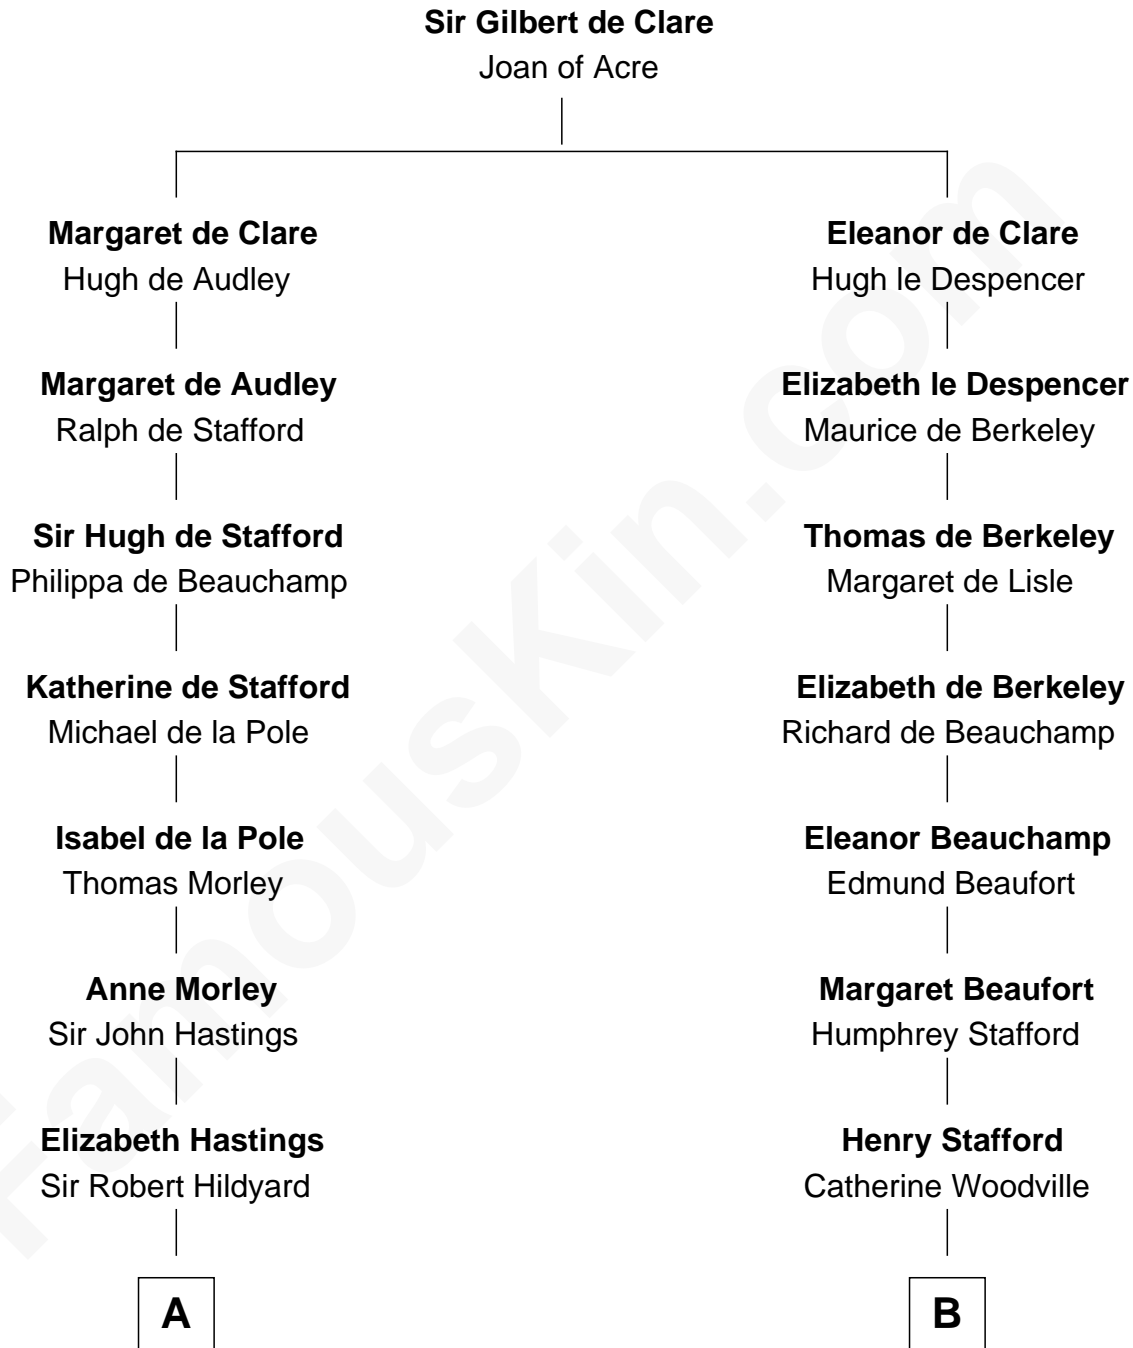 Sir Gilbert de Clare
Joan of Acre
Margaret de Clare
Hugh de Audley
Margaret de Audley
Ralph de Stafford
Sir Hugh de Stafford
Philippa de Beauchamp
Katherine de Stafford
Michael de la Pole
Isabel de la Pole
Thomas Morley
Anne Morley
Sir John Hastings
Elizabeth Hastings
Sir Robert Hildyard
A
Eleanor de Clare
Hugh le Despencer
Elizabeth le Despencer
Maurice de Berkeley
Thomas de Berkeley
Margaret de Lisle
Elizabeth de Berkeley
Richard de Beauchamp
Eleanor Beauchamp
Edmund Beaufort
Margaret Beaufort
Humphrey Stafford
Henry Stafford
Catherine Woodville
B
FamousKin.com